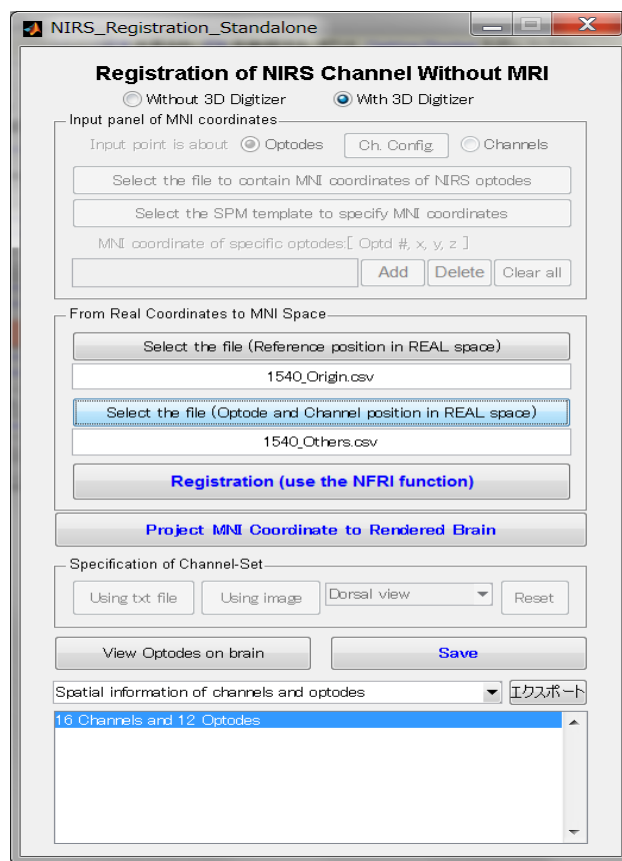 NIRS_Registration_Standalone
Registration of NIRS Channel Without MRI
Without 3D Digitizer With 3D Digitizer
Input panel of MNI coordinates
Input point is about Optodes Ch. Config. Channels
Select the file to contain MNI coordinates of NIRS optodes
Select the SPM template to specify MNI coordinates
MNI coordinate of specific optodes:[ Optd #, x, y, z ]
Add Delete Clear all
From Real Coordinates to MNI Space
Select the file (Reference position in REAL space)
1540_Origin.csv
Select the file (Optode and Channel position in REAL space)
1540_Others.csv
Registration (use the NFRI function)
Project MNI Coordinate to Rendered Brain
Specification of Channel-Set
Using txt file Using image Dorsal view Reset
View Optodes on brain Save
Spatial information of channels and optodes エクスポート
16 Channels and 12 Optodes